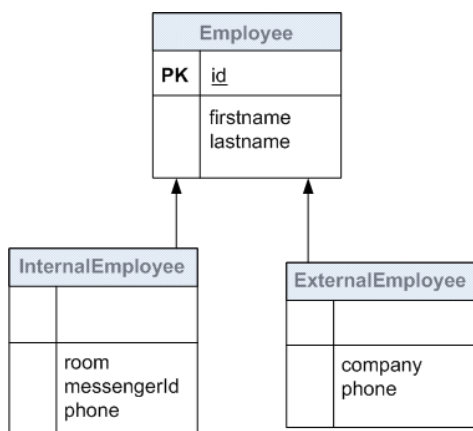 Employee
PK id
firstname
lastname
InternalEmployee
room
messengerId
phone
ExternalEmployee
company
phone